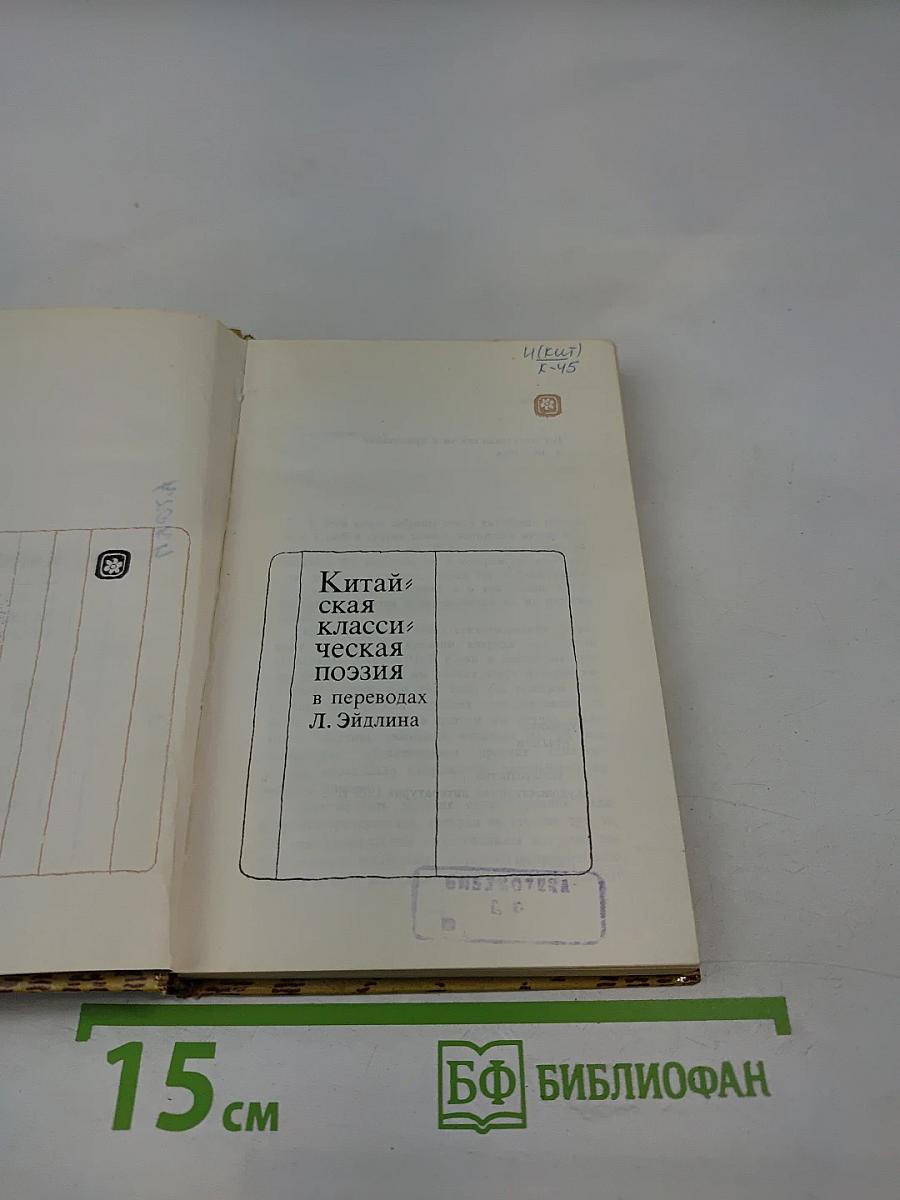 И(КИТ)
К-45
Китай⸗
ская
класси⸗
ческая
поэзия
в переводах
Л. Эйдлина
15 см
БФ БИБЛИОФАН